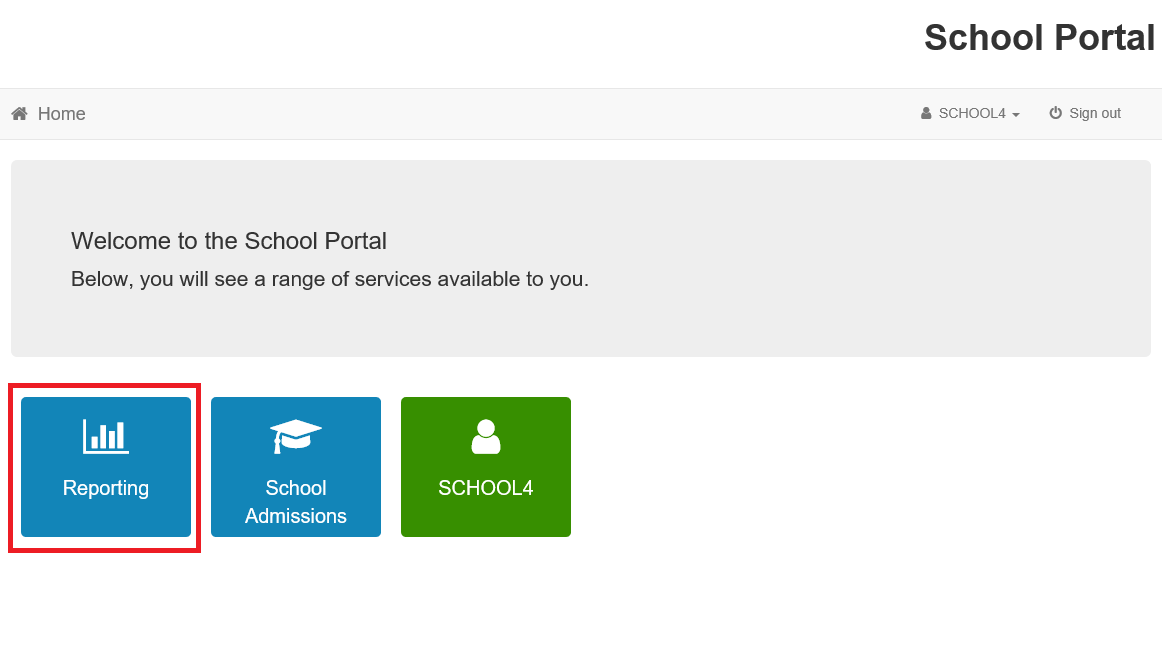 School Portal
Home
SCHOOL4
Sign out
Welcome to the School Portal
Below, you will see a range of services available to you.
Reporting
School
Admissions
SCHOOL4